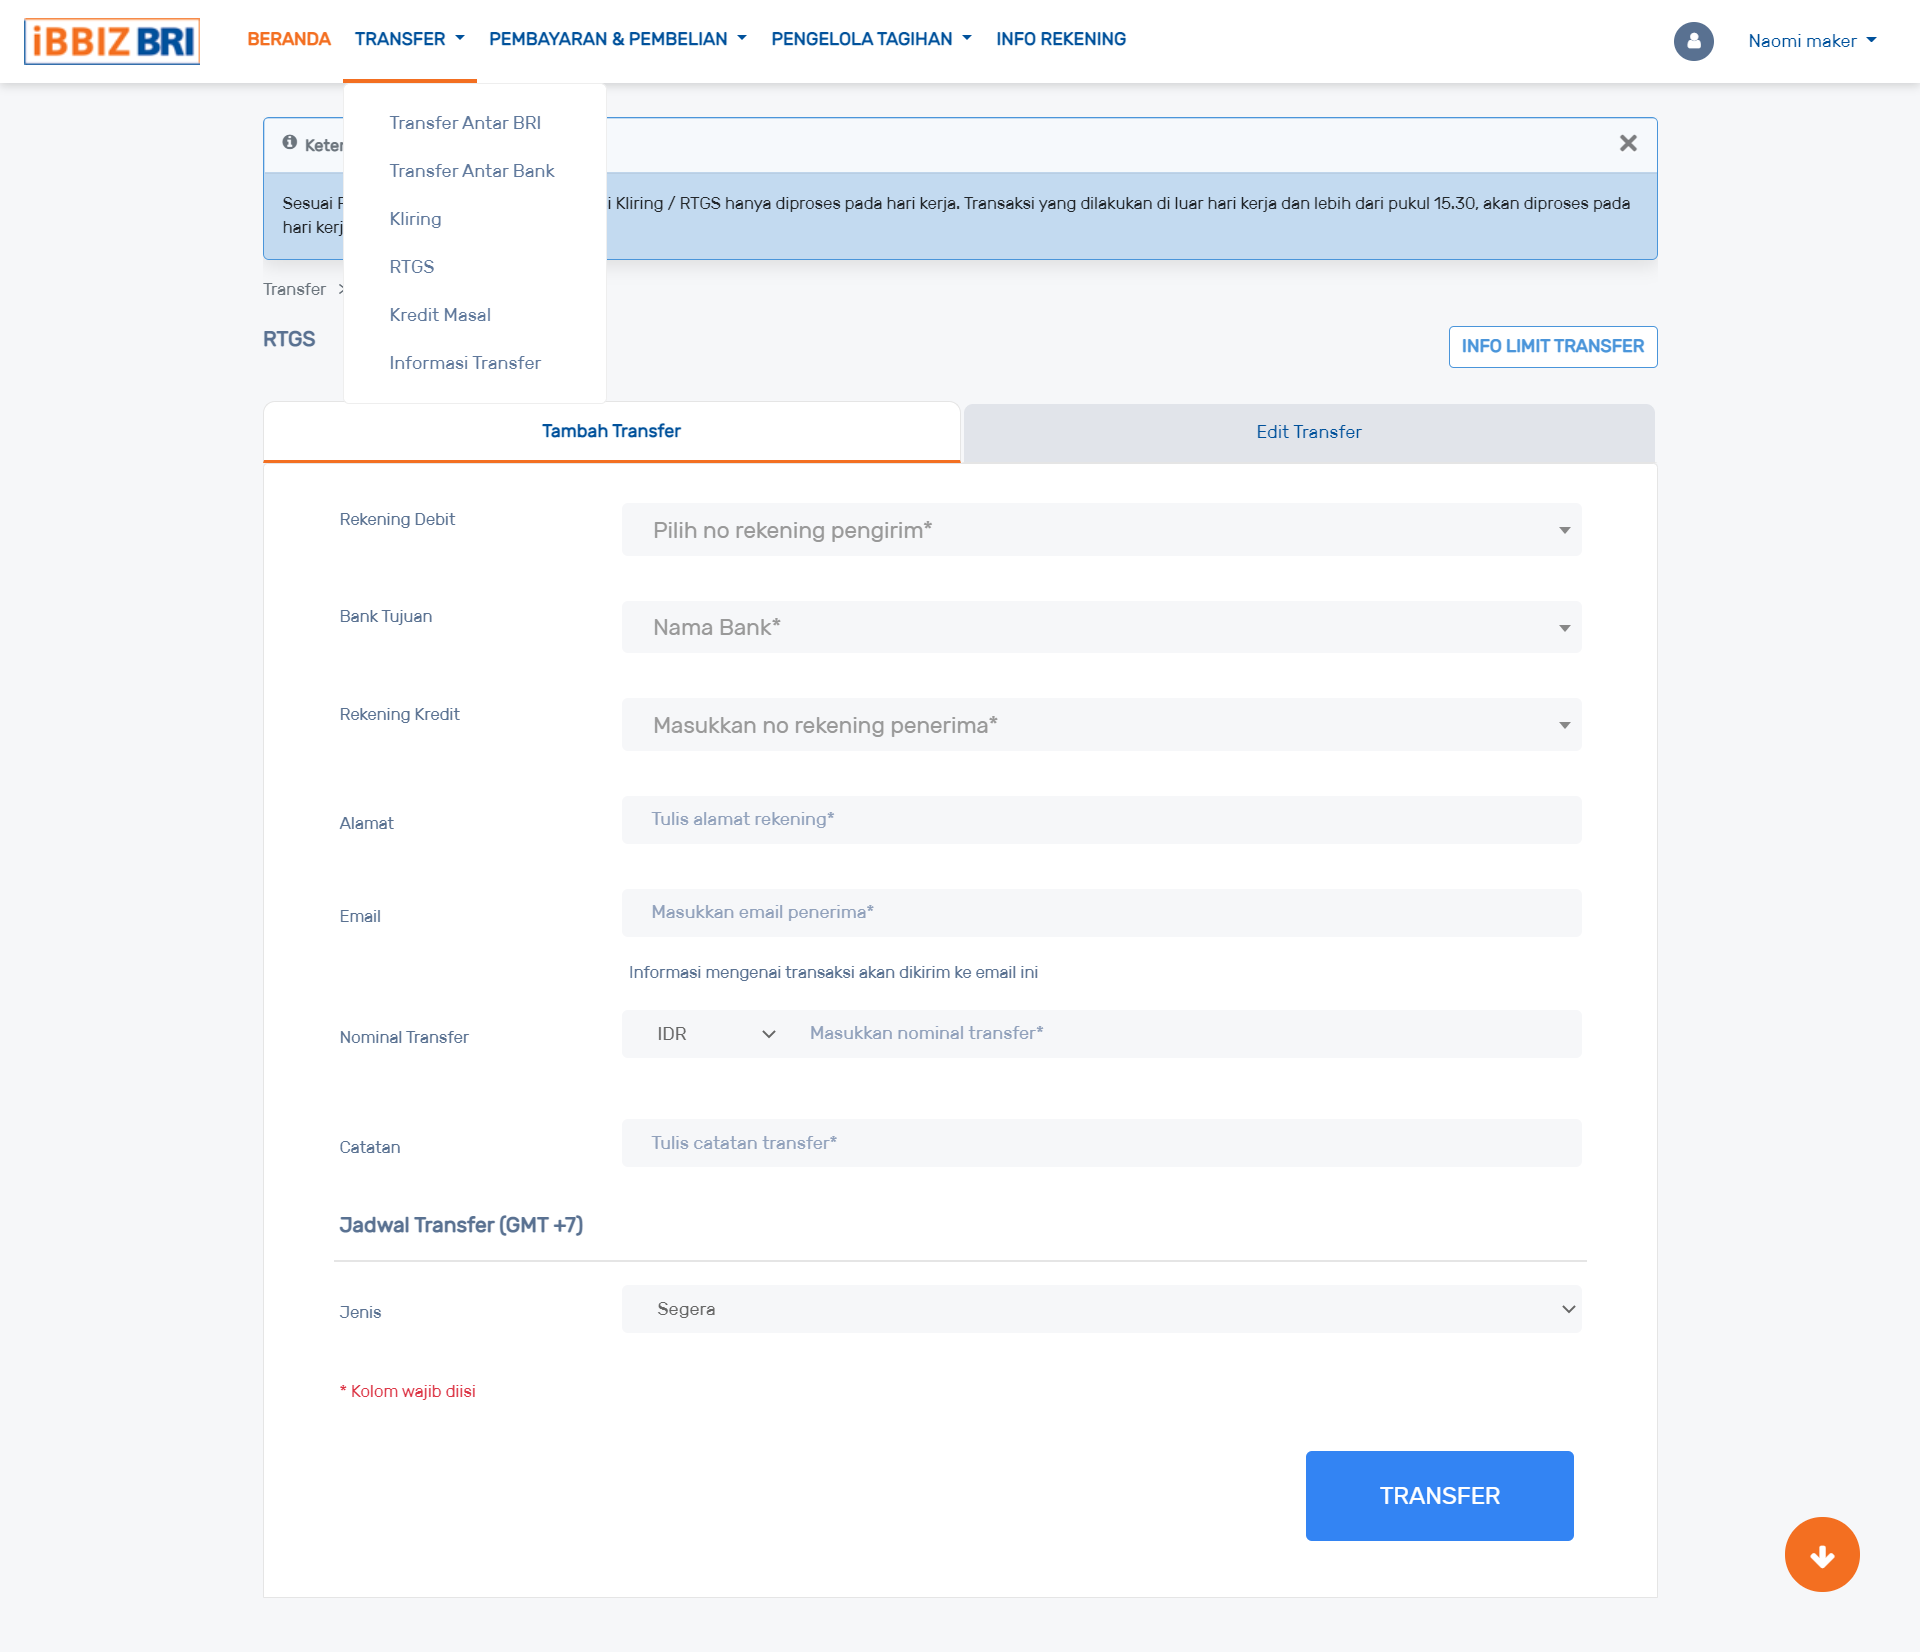 iBBIZ BRI
BERANDA TRANSFER PEMBAYARAN & PEMBELIAN PENGELOLA TAGIHAN INFO REKENING Naomi maker
Transfer Antar BRI
Transfer Antar Bank
Kliring
RTGS
Kredit Masal
Informasi Transfer
Sesuai i Kliring / RTGS hanya diproses pada hari kerja. Transaksi yang dilakukan di luar hari kerja dan lebih dari pukul 15.30, akan diproses pada
hari
Transfer >
RTGS
INFO LIMIT TRANSFER
Tambah Transfer Edit Transfer
Rekening Debit Pilih no rekening pengirim*
Bank Tujuan Nama Bank*
Rekening Kredit Masukkan no rekening penerima*
Alamat Tulis alamat rekening*
Email Masukkan email penerima*
Informasi mengenai transaksi akan dikirim ke email ini
Nominal Transfer IDR Masukkan nominal transfer*
Catatan Tulis catatan transfer*
Jadwal Transfer (GMT +7)
Jenis Segera
* Kolom wajib diisi
TRANSFER